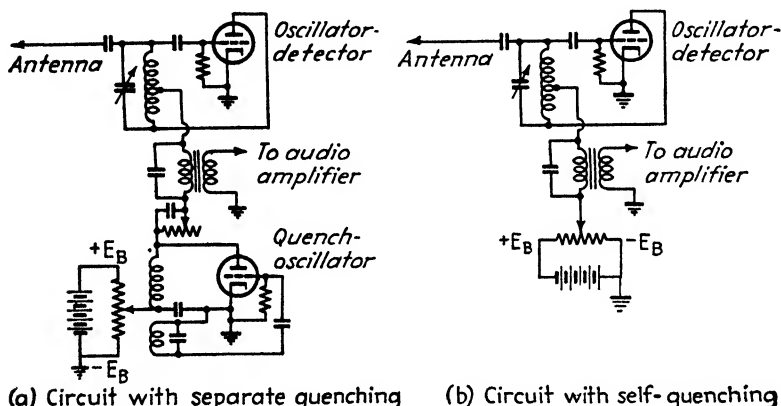 Oscillator-
detector
Antenna
To audio
amplifier
Quench-
oscillator
+E_B
-E_B
(a) Circuit with separate quenching
Oscillator-
detector
Antenna
To audio
amplifier
+E_B
-E_B
(b) Circuit with self-quenching